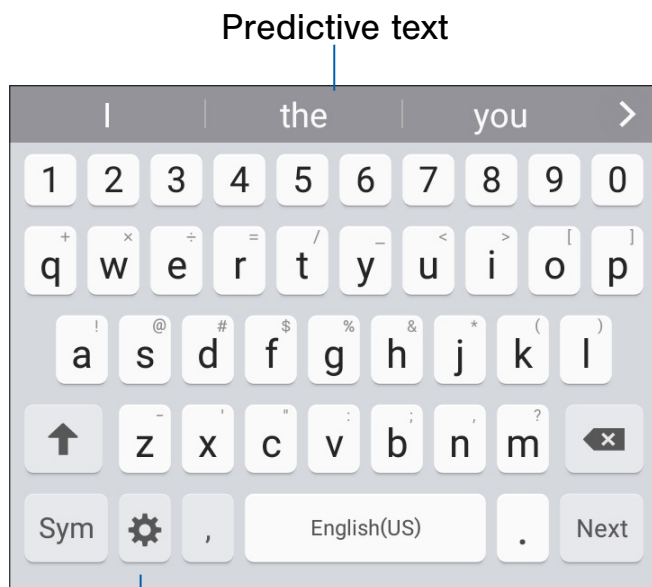 Predictive text
I the you >
1 2 3 4 5 6 7 8 9 0
+ × ÷ = / _ < > [ ]
q w e r t y u i o p
! @ # $ % & * ( )
a s d f g h j k l
- ' " : ; , ?
z x c v b n m
Sym , English(US) . Next